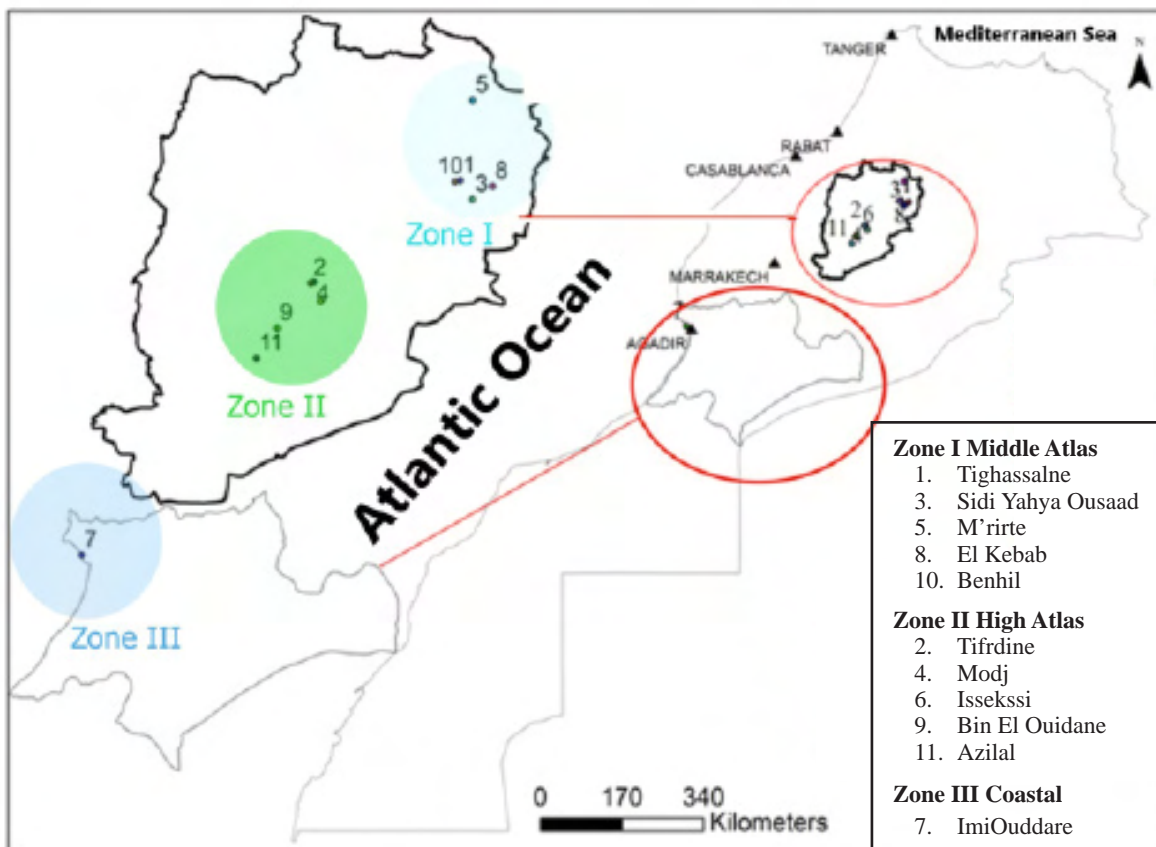 Mediterranean Sea
N
TANGER
RABAT
CASABLANCA
MARRAKECH
AGADIR
5
101
8
3
Zone I
2
4
9
11
Zone II
7
Zone III
Atlantic Ocean
2
6
11
0 170 340
Kilometers
Zone I Middle Atlas
1. Tighassalne
3. Sidi Yahya Ousaad
5. M'rirte
8. El Kebab
10. Benhil
Zone II High Atlas
2. Tifrdine
4. Modj
6. Issekssi
9. Bin El Ouidane
11. Azilal
Zone III Coastal
7. ImiOuddare